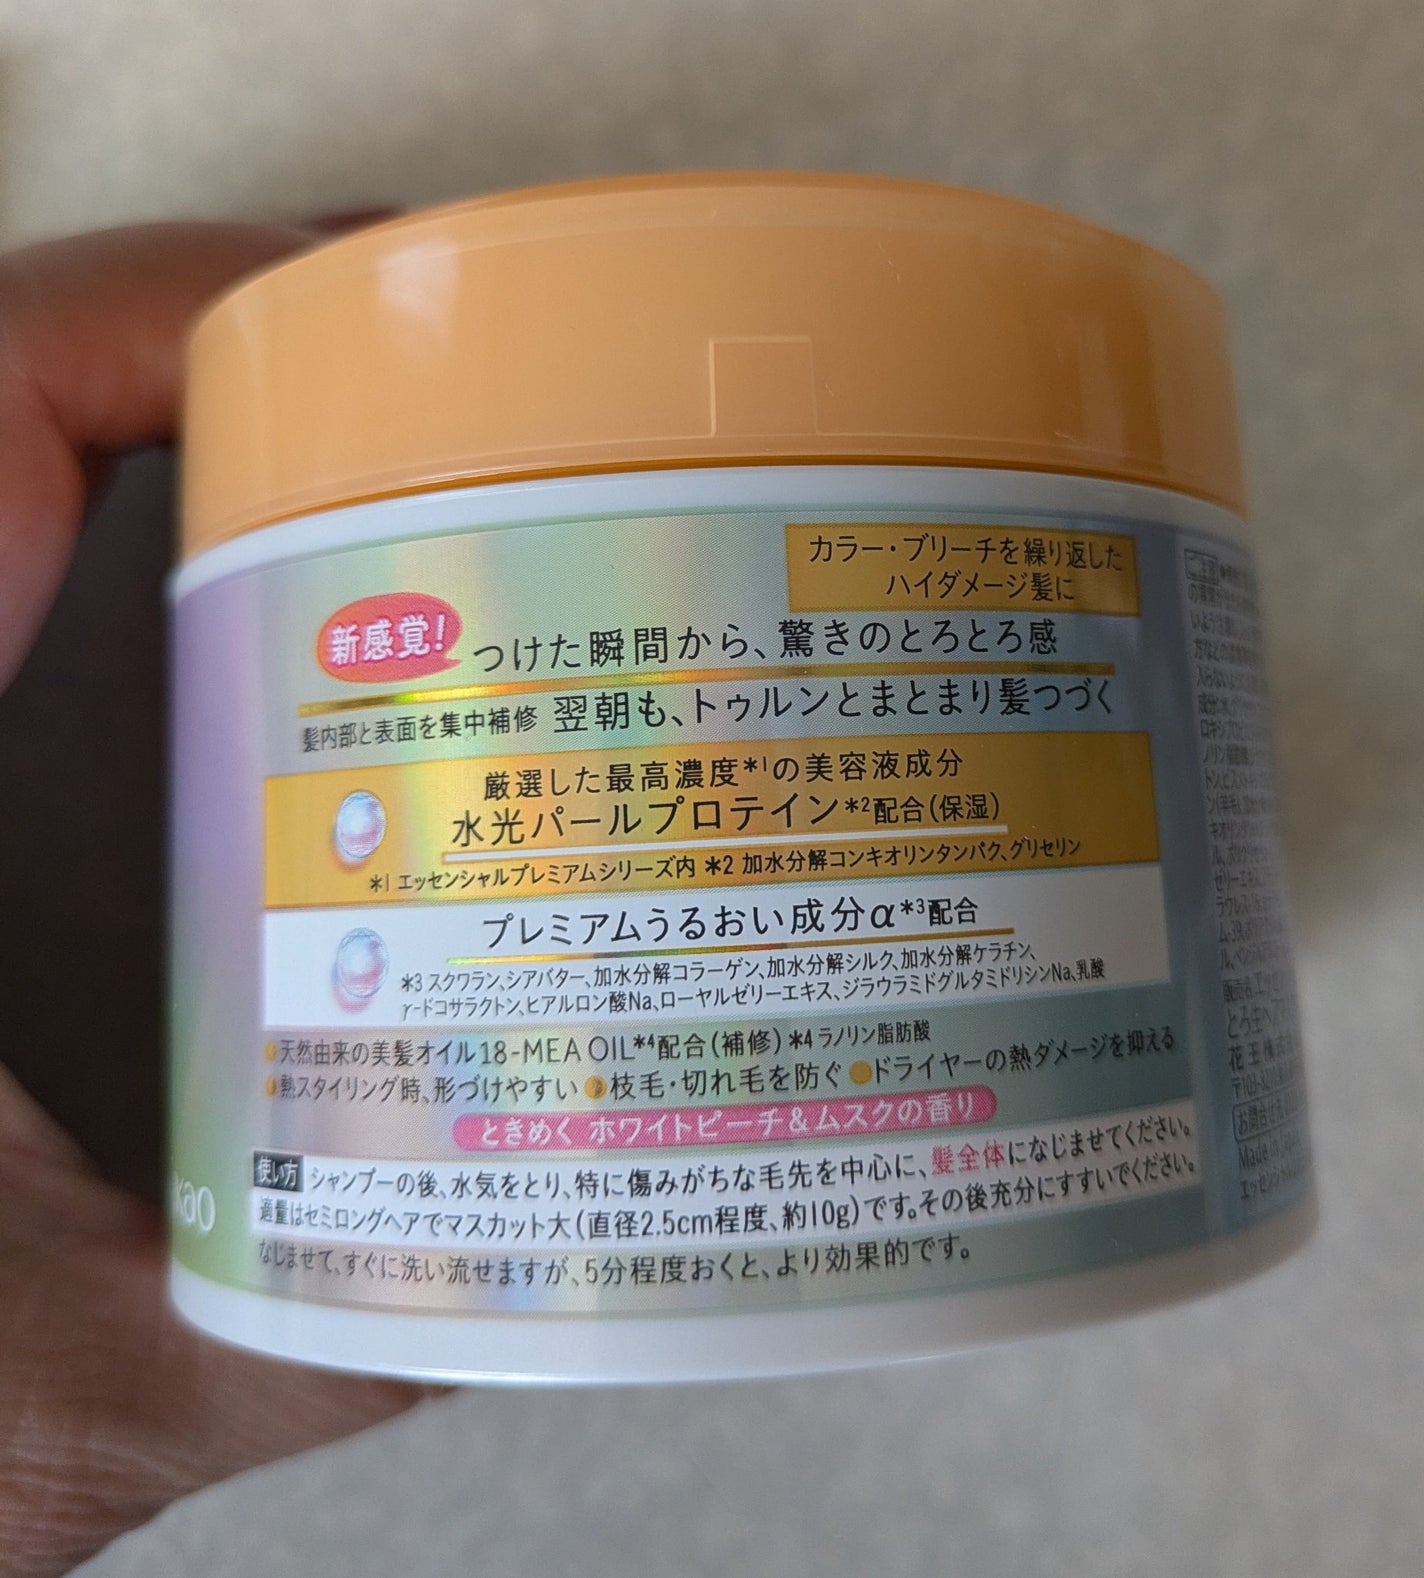 カラー・ブリーチを繰り返した
ハイダメージ髪に
新感覚!
つけた瞬間から、驚きのとろとろ感
髪内部と表面を集中補修 翌朝も、トゥルンとまとまり髪つづく
厳選した最高濃度*1の美容液成分
水光パールプロテイン*2配合(保湿)
*1 エッセンシャルプレミアムシリーズ内 *2 加水分解コンキオリンタンパク、グリセリン
プレミアムうるおい成分α*3配合
*3 スクワラン、シアバター、加水分解コラーゲン、加水分解シルク、加水分解ケラチン、
γ-ドコサラクトン、ヒアルロン酸Na、ローヤルゼリーエキス、ジラウラミドグルタミドリシンNa、乳酸
●天然由来の美髪オイル18-MEA OIL*4配合(補修) *4 ラノリン脂肪酸
●熱スタイリング時、形づけやすい ●枝毛・切れ毛を防ぐ ●ドライヤーの熱ダメージを抑える
ときめく ホワイトピーチ&ムスクの香り
使い方 シャンプーの後、水気をとり、特に傷みがちな毛先を中心に、髪全体になじませてください。
適量はセミロングヘアでマスカット大(直径2.5cm程度、約10g)です。その後充分にすすいでください。
なじませて、すぐに洗い流せますが、5分程度おくと、より効果的です。
kao
ご注意
花王株式
お問合せ先
Made in